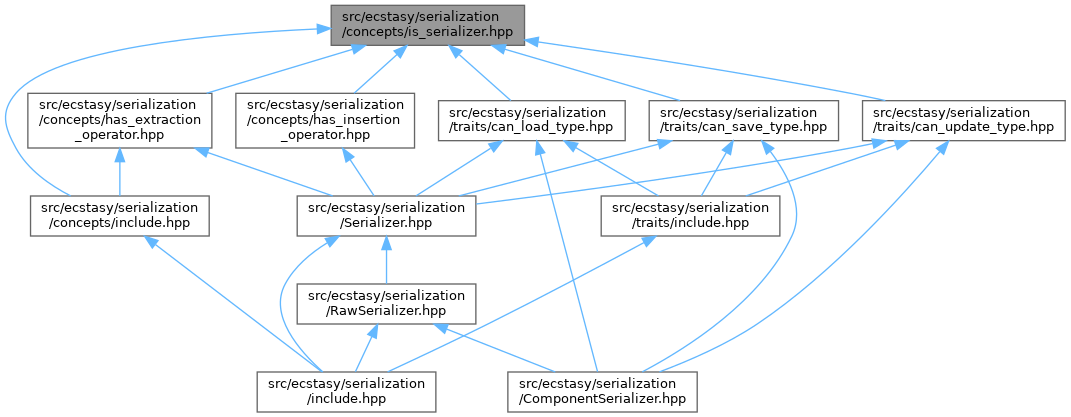 src/ecstasy/serialization
/concepts/is_serializer.hpp
src/ecstasy/serialization
/concepts/has_extraction
_operator.hpp
src/ecstasy/serialization
/concepts/has_insertion
_operator.hpp
src/ecstasy/serialization
/traits/can_load_type.hpp
src/ecstasy/serialization
/traits/can_save_type.hpp
src/ecstasy/serialization
/traits/can_update_type.hpp
src/ecstasy/serialization
/concepts/include.hpp
src/ecstasy/serialization
/Serializer.hpp
src/ecstasy/serialization
/traits/include.hpp
src/ecstasy/serialization
/RawSerializer.hpp
src/ecstasy/serialization
/include.hpp
src/ecstasy/serialization
/ComponentSerializer.hpp